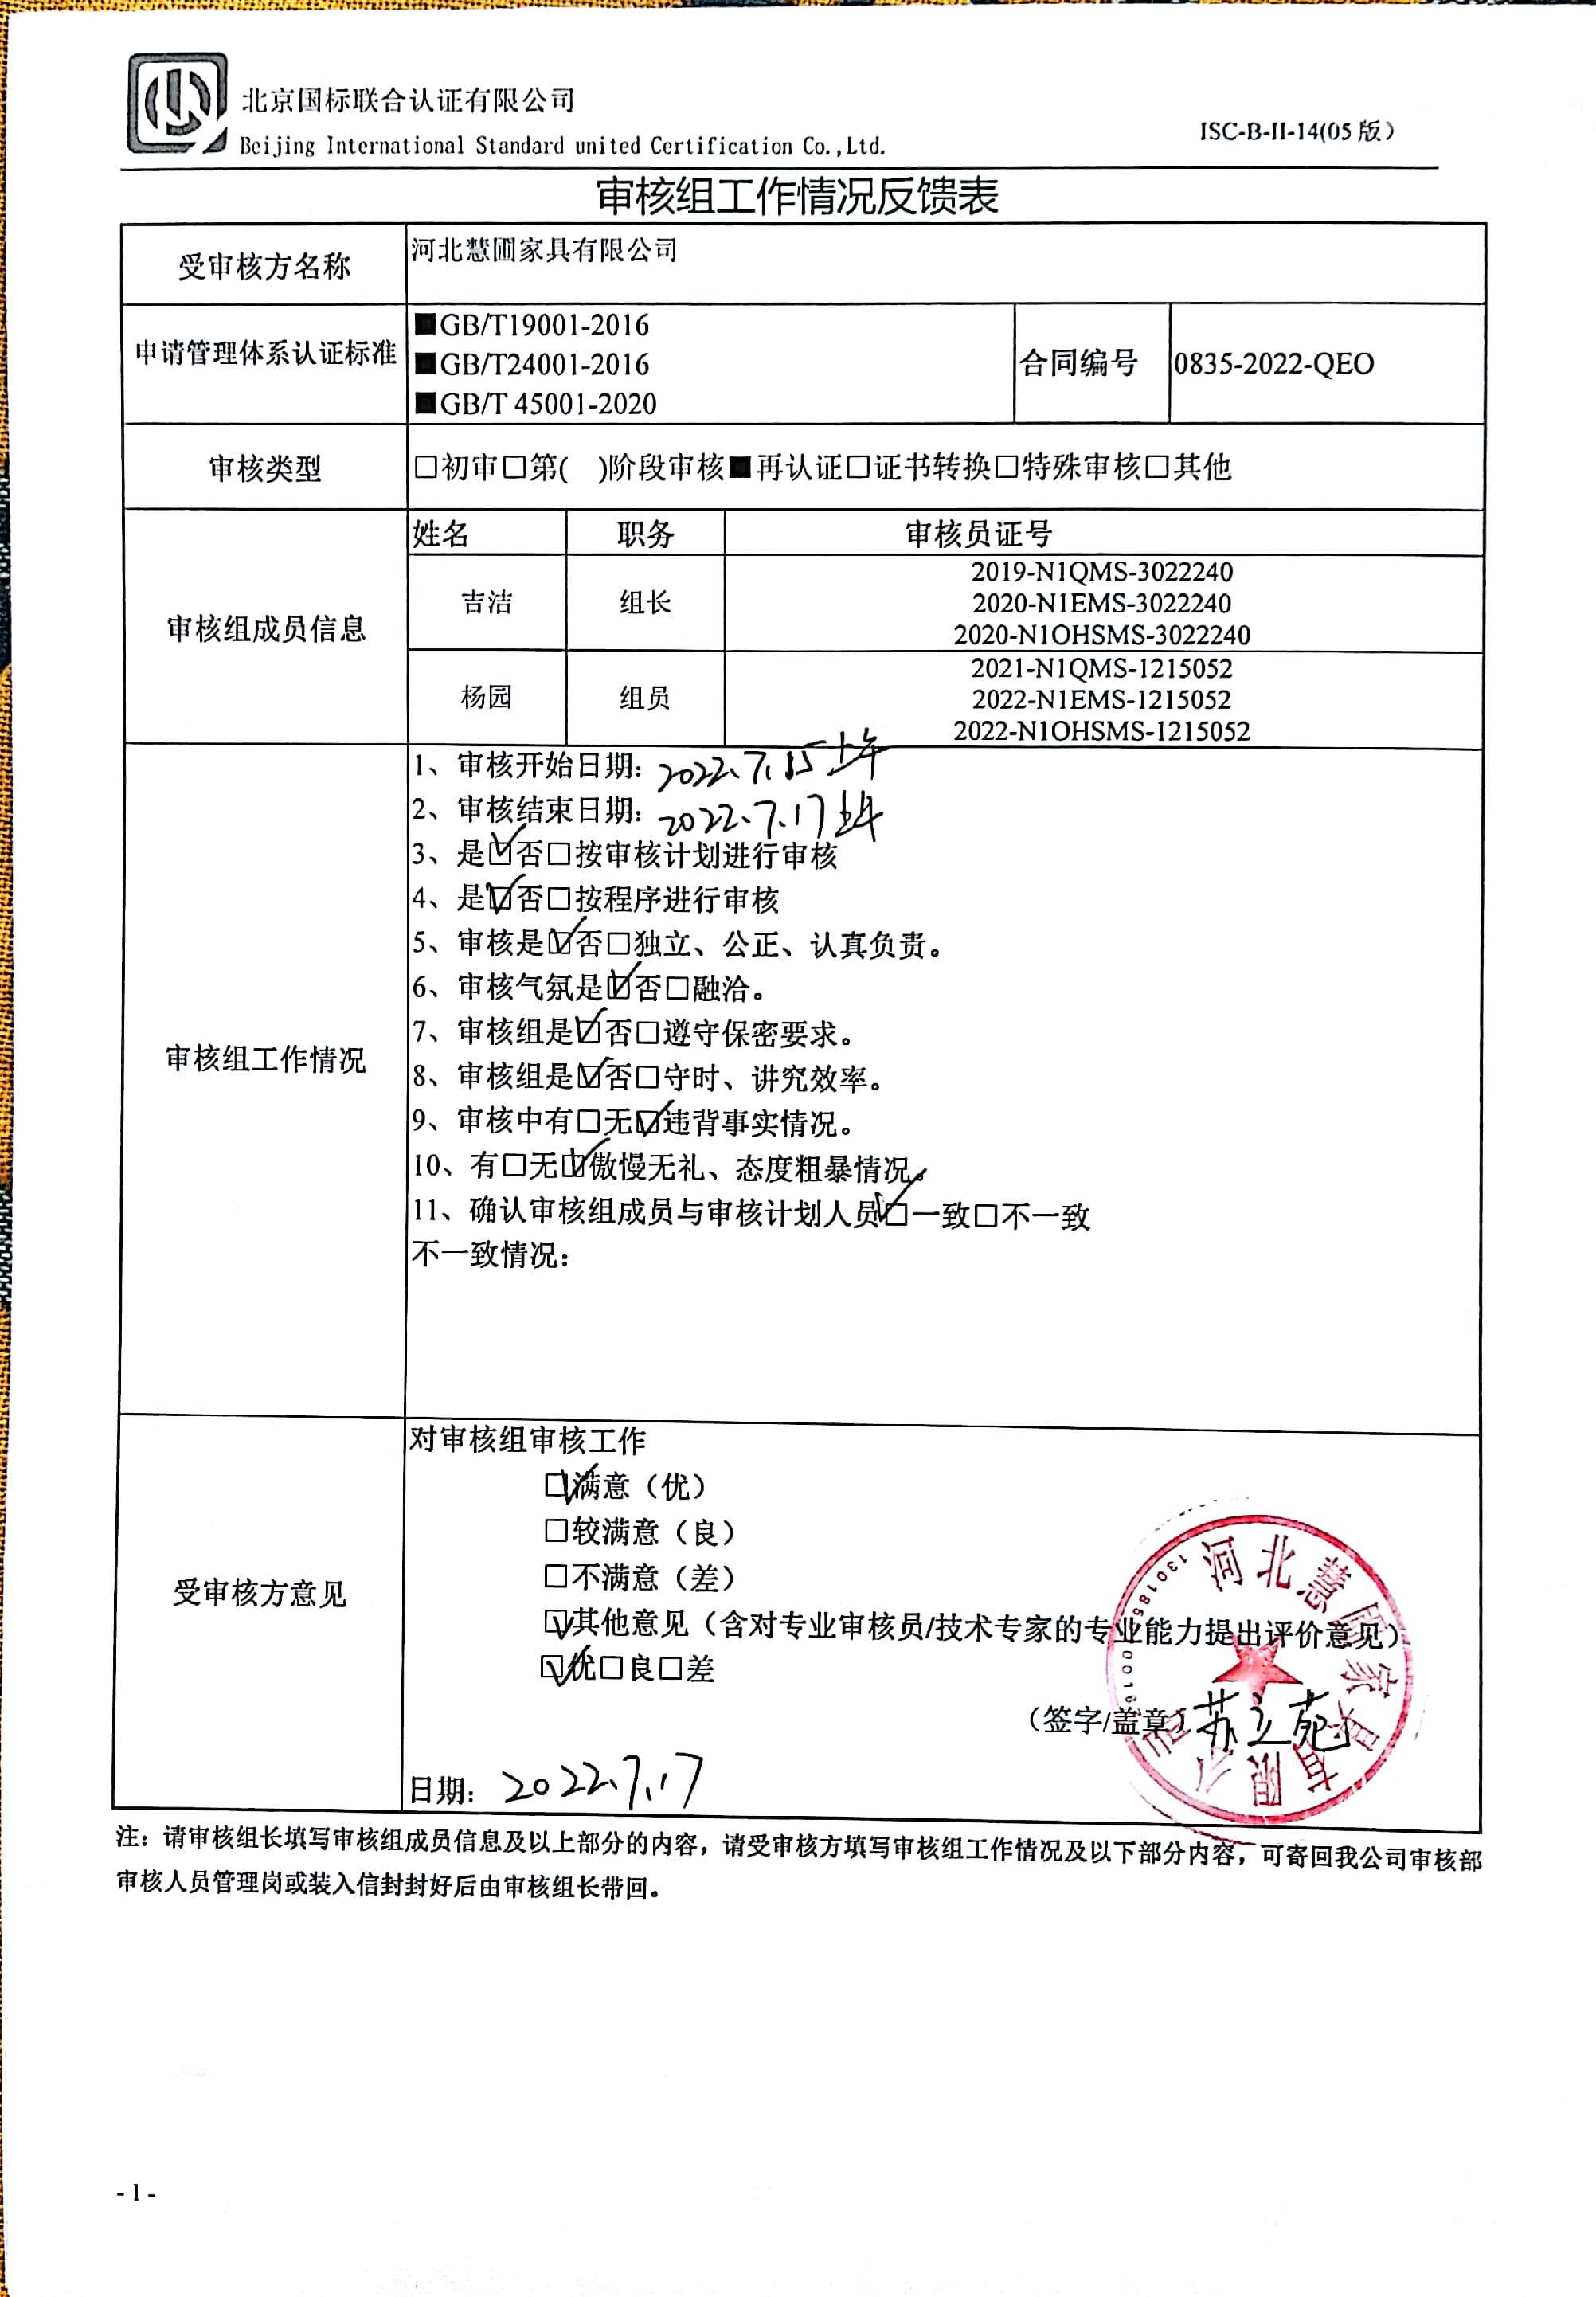 北京国标联合认证有限公司
Beijing International Standard united Certification Co.,Ltd.
ISC-B-II-14(05版)
审核组工作情况反馈表
受审核方名称
河北慧圃家具有限公司
申请管理体系认证标准
■GB/T19001-2016
■GB/T24001-2016
■GB/T 45001-2020
合同编号
0835-2022-QEO
审核类型
□初审□第( )阶段审核■再认证□证书转换□特殊审核□其他
审核组成员信息
姓名 职务 审核员证号
吉洁 组长
2019-N1QMS-3022240
2020-N1EMS-3022240
2020-N1OHSMS-3022240
杨园 组员
2021-N1QMS-1215052
2022-N1EMS-1215052
2022-N1OHSMS-1215052
审核组工作情况
1、审核开始日期：2022.7.15上午
2、审核结束日期：2022.7.17上午
3、是☑否□按审核计划进行审核
4、是☑否□按程序进行审核
5、审核是☑否□独立、公正、认真负责。
6、审核气氛是☑否□融洽。
7、审核组是☑否□遵守保密要求。
8、审核组是☑否□守时、讲究效率。
9、审核中有□无☑违背事实情况。
10、有□无☑傲慢无礼、态度粗暴情况。
11、确认审核组成员与审核计划人员☑一致□不一致
不一致情况：
受审核方意见
对审核组审核工作
☑满意（优）
□较满意（良）
□不满意（差）
☑其他意见（含对专业审核员/技术专家的专业能力提出评价意见）
☑优□良□差
（签字/盖章）苏立苑
河北慧圃家具有限公司
日期：2022.7.17
注：请审核组长填写审核组成员信息及以上部分的内容，请受审核方填写审核组工作情况及以下部分内容，可寄回我公司审核部
审核人员管理岗或装入信封封好后由审核组长带回。
- 1 -